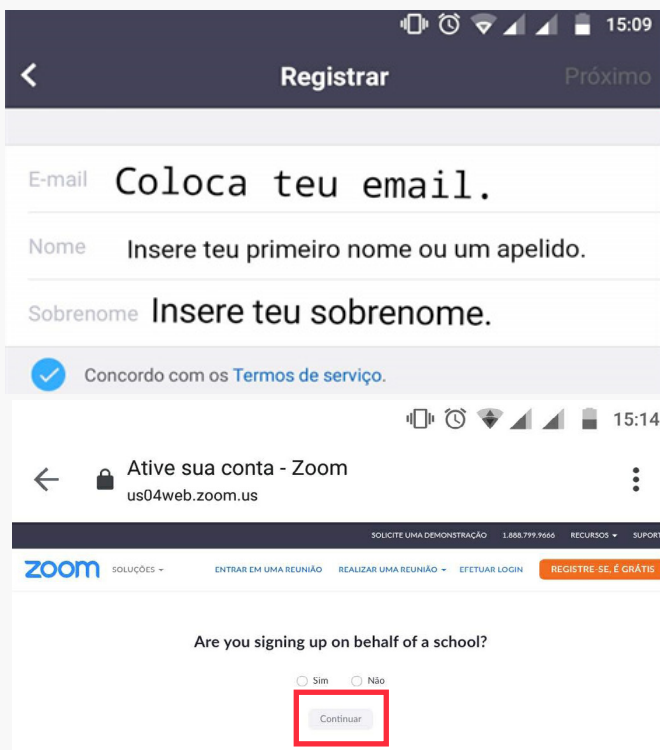 15:09
Registrar Próximo
E-mail Coloca teu email.
Nome Insere teu primeiro nome ou um apelido.
Sobrenome Insere teu sobrenome.
Concordo com os Termos de serviço.
15:14
Ative sua conta - Zoom
us04web.zoom.us
SOLICITE UMA DEMONSTRAÇÃO 1.888.799.9666 RECURSOS SUPORT
zoom SOLUÇÕES ENTRAR EM UMA REUNIÃO REALIZAR UMA REUNIÃO EFETUAR LOGIN REGISTRE-SE, É GRÁTIS
Are you signing up on behalf of a school?
Sim Não
Continuar